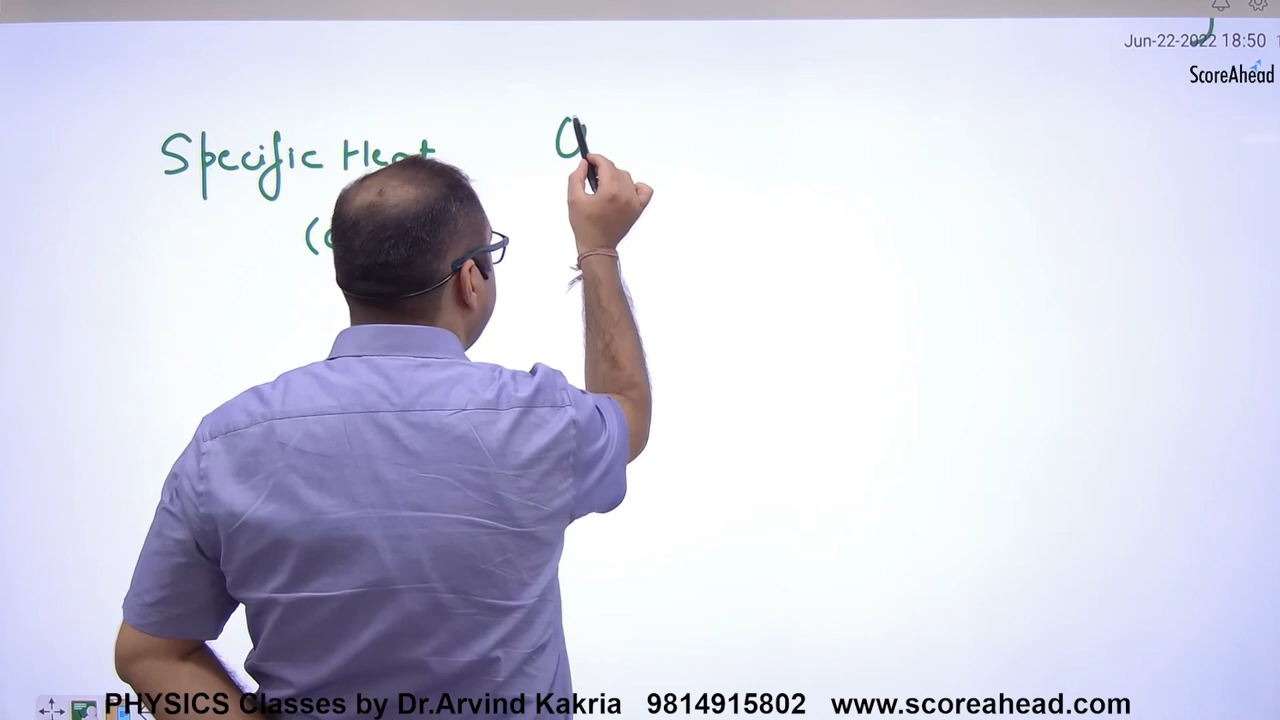 Jun-22-2022 18:50
ScoreAhead
Specific Heat
PHYSICS Classes by Dr.Arvind Kakria 9814915802 www.scoreahead.com